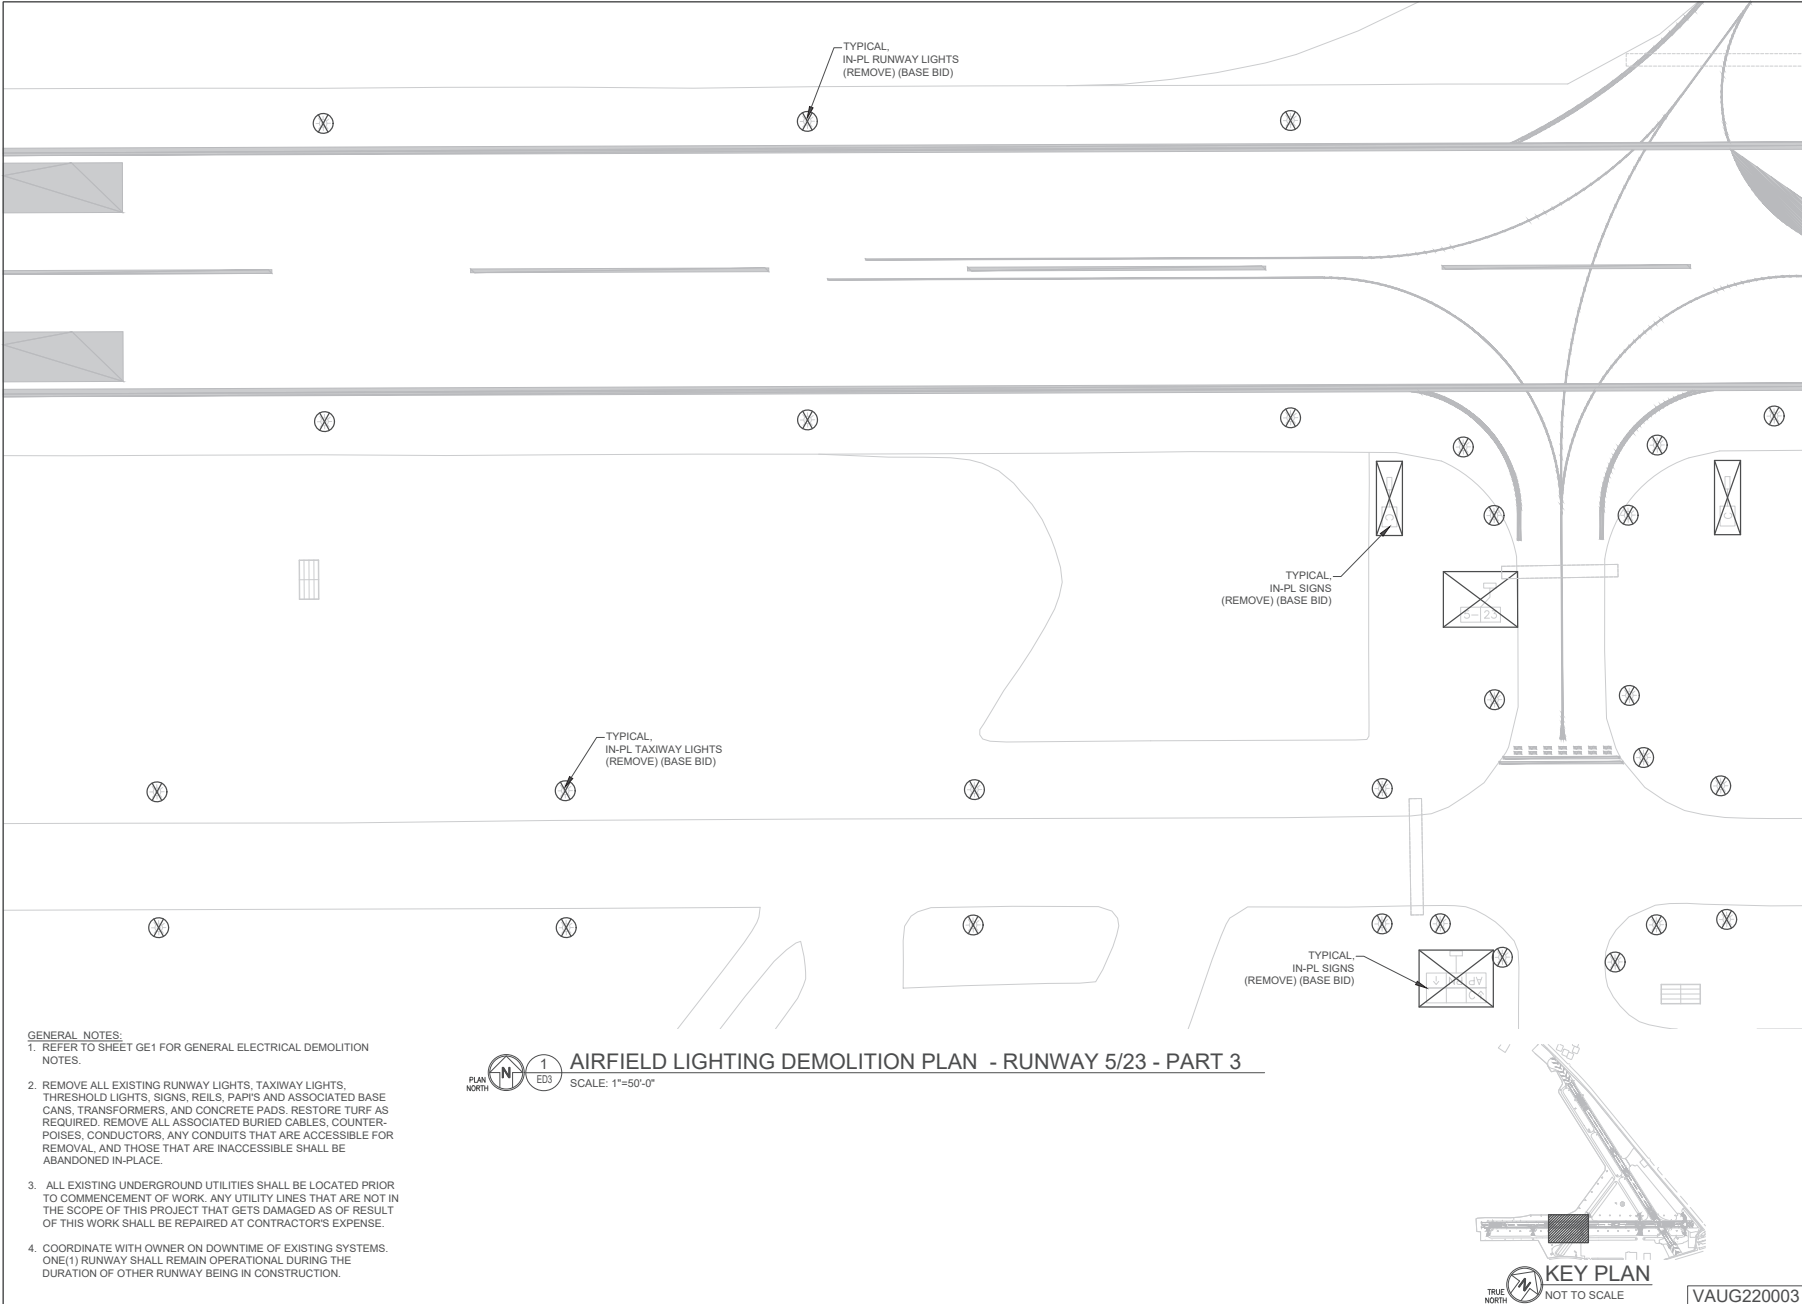 TYPICAL,
IN-PL RUNWAY LIGHTS
(REMOVE) (BASE BID)
TYPICAL,
IN-PL SIGNS
(REMOVE) (BASE BID)
5-23
TYPICAL,
IN-PL TAXIWAY LIGHTS
(REMOVE) (BASE BID)
TYPICAL,
IN-PL SIGNS
(REMOVE) (BASE BID)
GENERAL NOTES:
1. REFER TO SHEET GE1 FOR GENERAL ELECTRICAL DEMOLITION
NOTES.
2. REMOVE ALL EXISTING RUNWAY LIGHTS, TAXIWAY LIGHTS,
THRESHOLD LIGHTS, SIGNS, REILS, PAPI'S AND ASSOCIATED BASE
CANS, TRANSFORMERS, AND CONCRETE PADS. RESTORE TURF AS
REQUIRED. REMOVE ALL ASSOCIATED BURIED CABLES, COUNTER-
POISES, CONDUCTORS, ANY CONDUITS THAT ARE ACCESSIBLE FOR
REMOVAL, AND THOSE THAT ARE INACCESSIBLE SHALL BE
ABANDONED IN-PLACE.
3. ALL EXISTING UNDERGROUND UTILITIES SHALL BE LOCATED PRIOR
TO COMMENCEMENT OF WORK. ANY UTILITY LINES THAT ARE NOT IN
THE SCOPE OF THIS PROJECT THAT GETS DAMAGED AS OF RESULT
OF THIS WORK SHALL BE REPAIRED AT CONTRACTOR'S EXPENSE.
4. COORDINATE WITH OWNER ON DOWNTIME OF EXISTING SYSTEMS.
ONE(1) RUNWAY SHALL REMAIN OPERATIONAL DURING THE
DURATION OF OTHER RUNWAY BEING IN CONSTRUCTION.
PLAN
NORTH
N
1
ED3
AIRFIELD LIGHTING DEMOLITION PLAN - RUNWAY 5/23 - PART 3
SCALE: 1"=50'-0"
TRUE
NORTH
N
KEY PLAN
NOT TO SCALE
VAUG220003